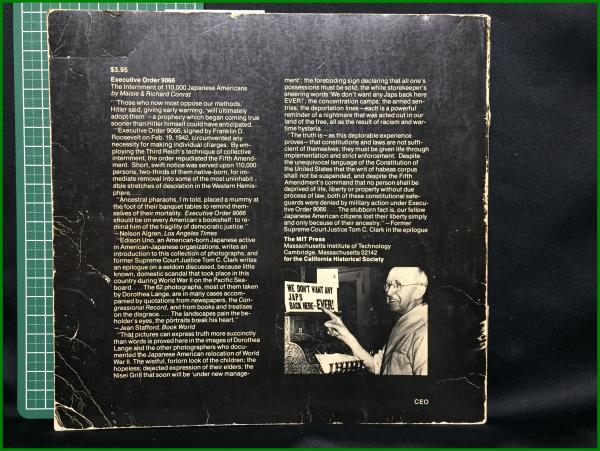 $3.95
Executive Order 9066
The Internment of 110,000 Japanese Americans
by Maisie & Richard Conrat
"'Those who now most oppose our methods,'
Hitler said, giving early warning, 'will ultimately
adopt them'—a prophecy which began coming true
sooner than Hitler himself could have anticipated....
"Executive Order 9066, signed by Franklin D.
Roosevelt on Feb. 19, 1942, circumvented any
necessity for making individual charges. By em-
ploying the Third Reich's technique of collective
internment, the order repudiated the Fifth Amend-
ment. Short, swift notice was served upon 110,000
persons, two-thirds of them native-born, for im-
mediate removal into some of the most uninhabit-
able stretches of desolation in the Western Hemis-
phere....
"Ancestral pharaohs, I'm told, placed a mummy at
the foot of their banquet tables to remind them-
selves of their mortality. Executive Order 9066
should be on every American's bookshelf: to re-
mind him of the fragility of democratic justice."
—Nelson Algren, Los Angeles Times
"Edison Uno, an American-born Japanese active
in American-Japanese organizations, writes an
introduction to this collection of photographs, and
former Supreme Court Justice Tom C. Clark writes
an epilogue on a seldom discussed, because little
known, domestic scandal that took place in this
country during World War II on the Pacific Sea-
board.... The 62 photographs, most of them taken
by Dorothea Lange, are in many cases accom-
panied by quotations from newspapers, the Con-
gressional Record, and from books and treatises
on the disgrace.... The landscapes pain the be-
holder's eyes, the portraits break his heart."
—Jean Stafford, Book World
"That pictures can express truth more succinctly
than words is proved here in the images of Dorothea
Lange and the other photographers who docu-
mented the Japanese American relocation of World
War II. The wistful, forlorn look of the children; the
hopeless, dejected expression of their elders; the
Nisei Grill that soon will be 'under new manage-
ment'; the foreboding sign declaring that all one's
possessions must be sold; the white storekeeper's
sneering words 'We don't want any Japs back here
EVER!'; the concentration camps; the armed sen-
tries; the deportation lines—each is a powerful
reminder of a nightmare that was acted out in our
land of the free, all as the result of racism and war-
time hysteria.
"The truth is—as this deplorable experience
proves—that constitutions and laws are not suffi-
cient of themselves; they must be given life through
implementation and strict enforcement. Despite
the unequivocal language of the Constitution of
the United States that the writ of habeas corpus
shall not be suspended, and despite the Fifth
Amendment's command that no person shall be
deprived of life, liberty or property without due
process of law, both of these constitutional safe-
guards were denied by military action under Execu-
tive Order 9066.... The stubborn fact is, our fellow
Japanese American citizens lost their liberty simply
and only because of their ancestry."—Former
Supreme Court Justice Tom C. Clark in the epilogue
The MIT Press
Massachusetts Institute of Technology
Cambridge, Massachusetts 02142
for the California Historical Society
WE DON'T WANT ANY
JAPS
BACK HERE-EVER!
CEO